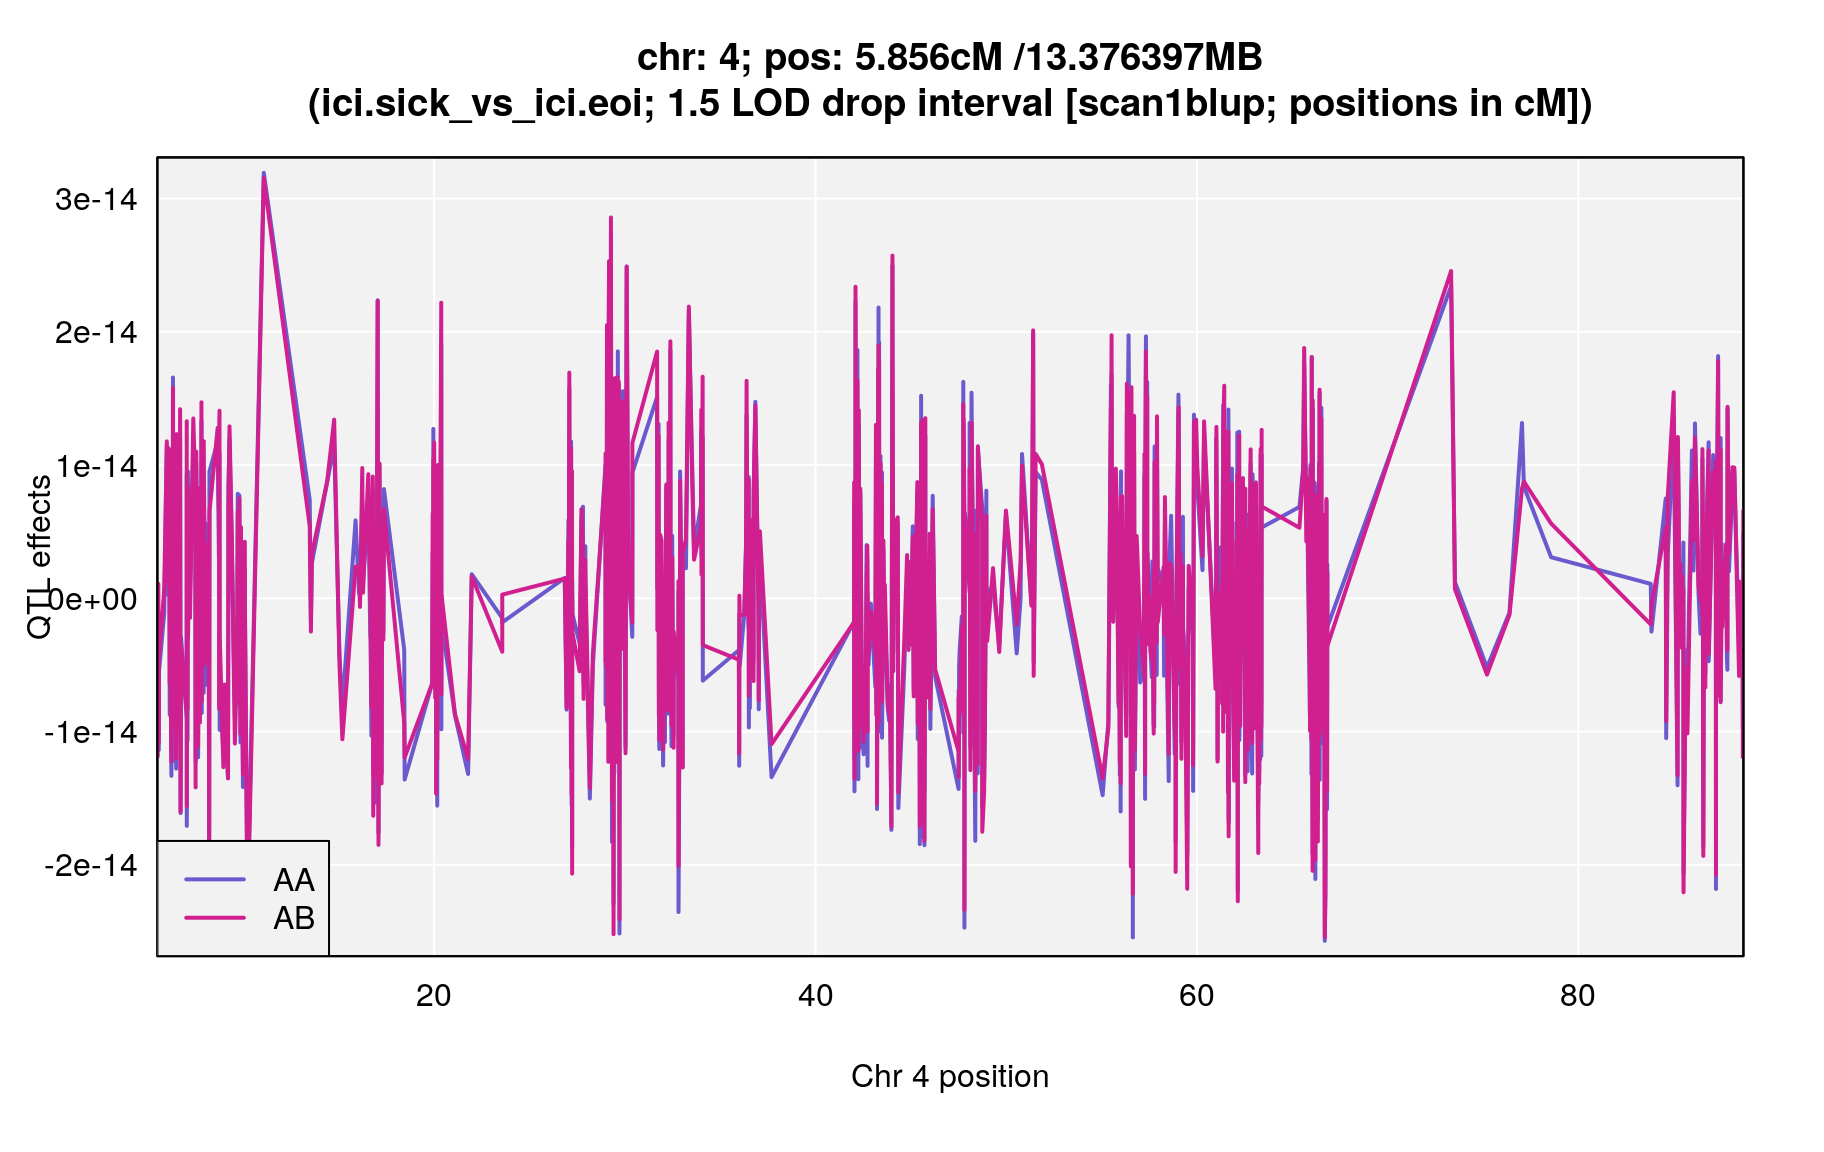 chr: 4; pos: 5.856cM /13.376397MB
(ici.sick_vs_ici.eoi; 1.5 LOD drop interval [scan1blup; positions in cM])
3e-14
2e-14
1e-14
0e+00
-1e-14
-2e-14
QTL effects
AA
AB
20
40
60
80
Chr 4 position